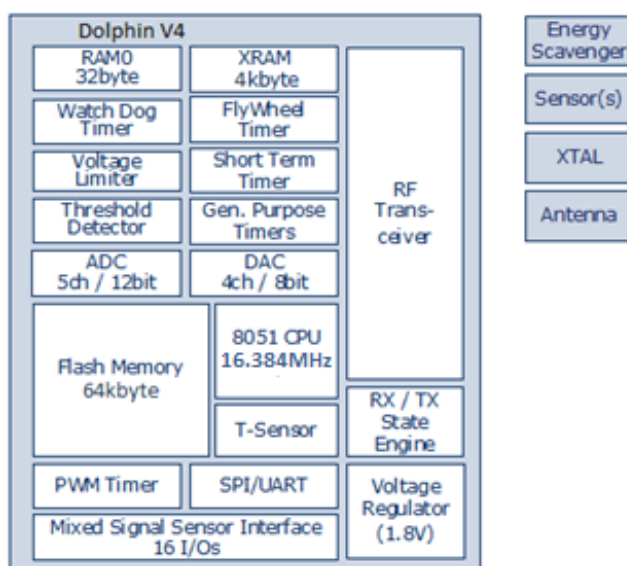 Dolphin V4
RAM0
32byte
XRAM
4kbyte
Watch Dog
Timer
FlyWheel
Timer
Voltage
Limiter
Short Term
Timer
Threshold
Detector
Gen. Purpose
Timers
ADC
5ch / 12bit
DAC
4ch / 8bit
RF
Trans-
ceiver
Flash Memory
64kbyte
8051 CPU
16.384MHz
T-Sensor
RX / TX
State
Engine
PWM Timer
SPI/UART
Voltage
Regulator
(1.8V)
Mixed Signal Sensor Interface
16 I/Os
Energy
Scavenger
Sensor(s)
XTAL
Antenna